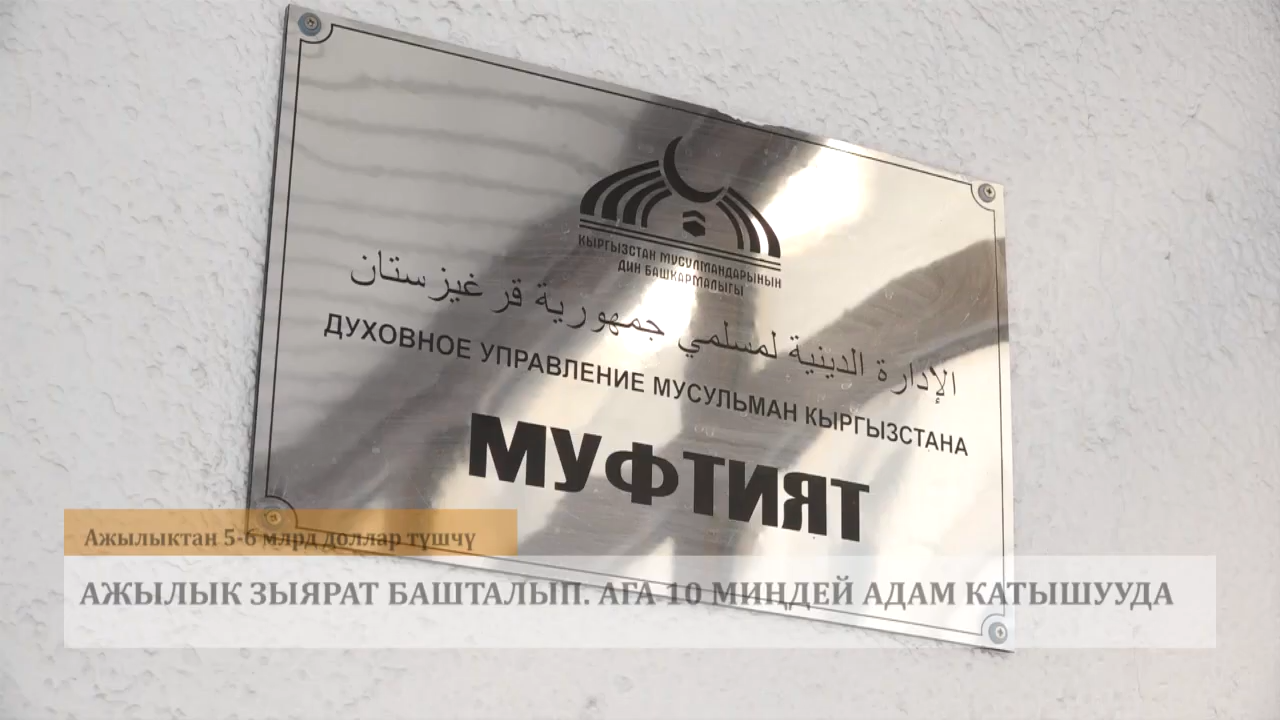 КЫРГЫЗСТАН МУСУЛМАНДАРЫНЫН
ДИН БАШКАРМАЛЫГЫ
الإدارة الدينية لمسلمي جمهورية قرغيزستان
ДУХОВНОЕ УПРАВЛЕНИЕ МУСУЛЬМАН КЫРГЫЗСТАНА
МУФТИЯТ
Ажылыктан 5-6 млрд доллар түшчү
АЖЫЛЫК ЗЫЯРАТ БАШТАЛЫП. АГА 10 МИҢДЕЙ АДАМ КАТЫШУУДА